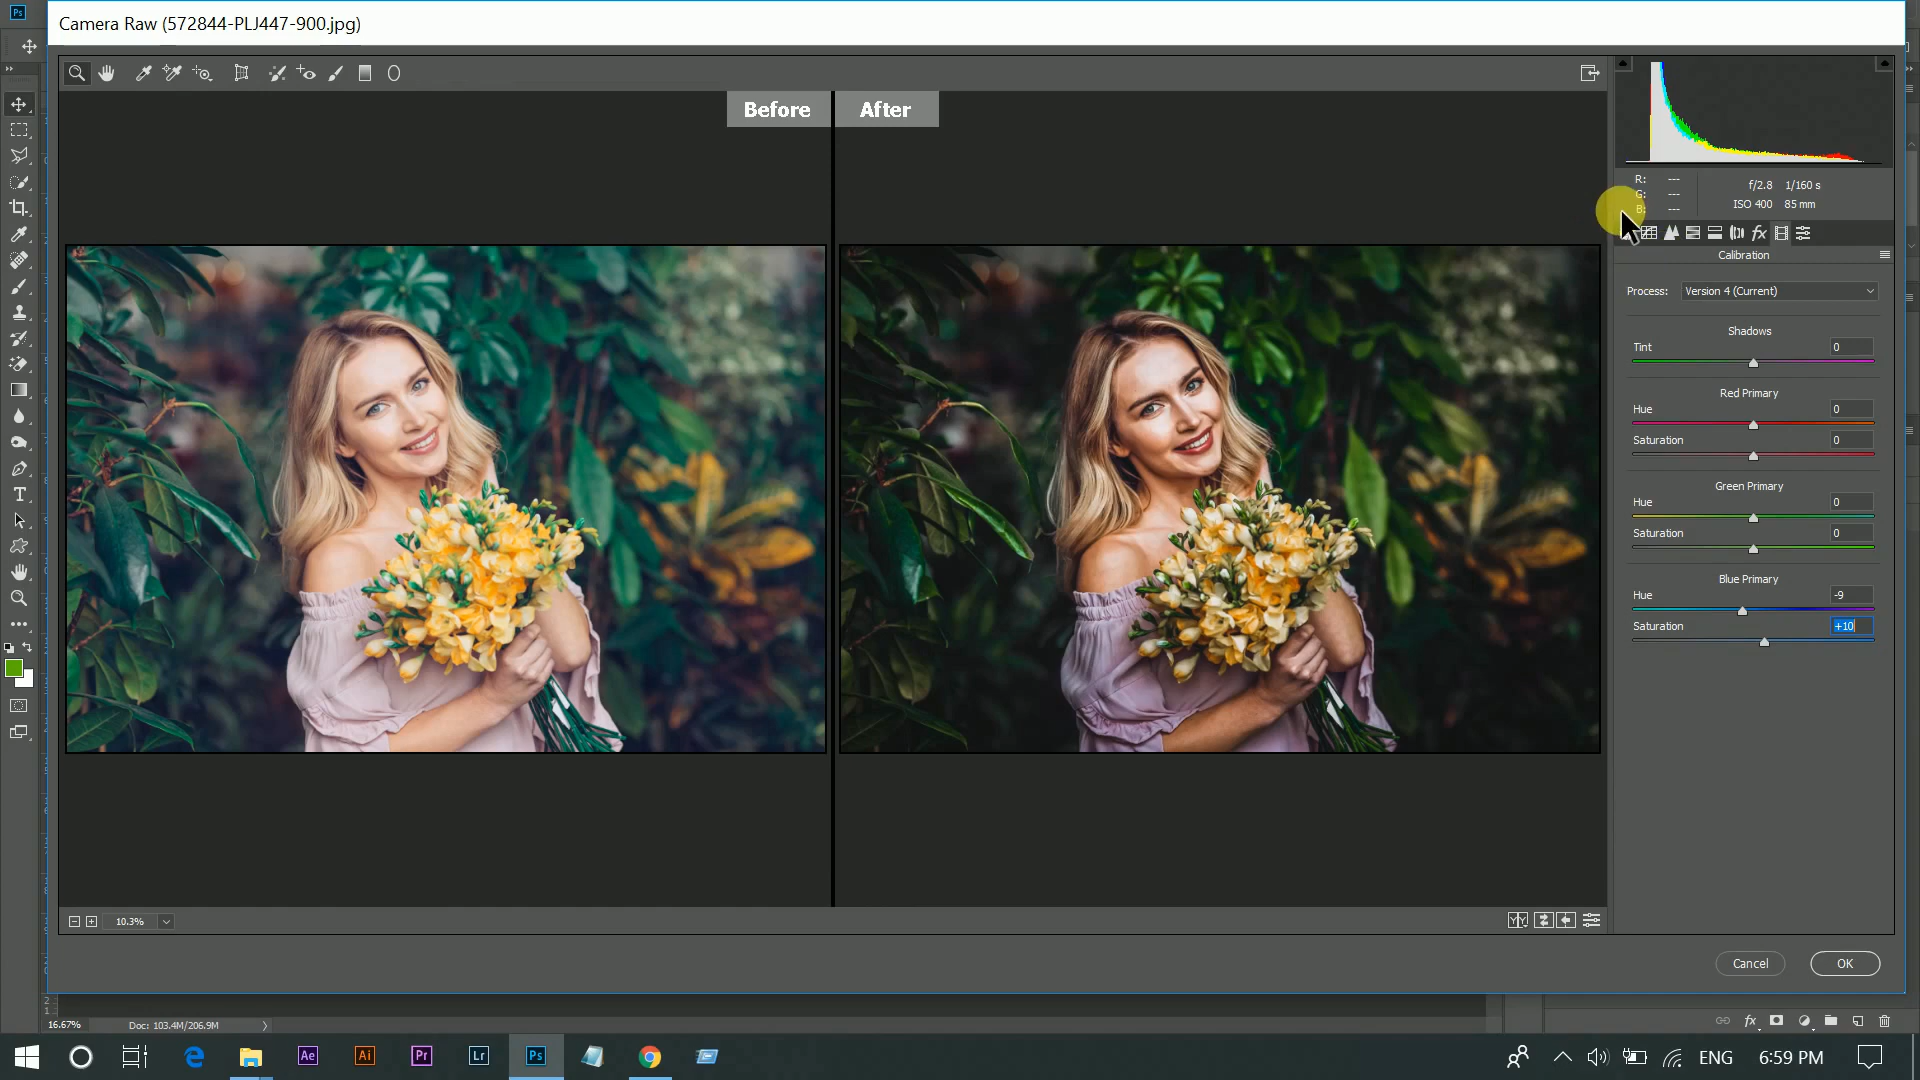 Ps
Camera Raw (572844-PLJ447-900.jpg)
Before
After
R: ---
G: ---
B: ---
f/2.8 1/160 s
ISO 400 85 mm
fx
Calibration
Process: Version 4 (Current)
Shadows
Tint 0
Red Primary
Hue 0
Saturation 0
Green Primary
Hue 0
Saturation 0
Blue Primary
Hue -9
Saturation +10
T
10.3%
Y Y
Cancel
OK
16.67%
Doc: 103.4M/206.9M
fx
Ae
Ai
Pr
Lr
Ps
ENG
6:59 PM